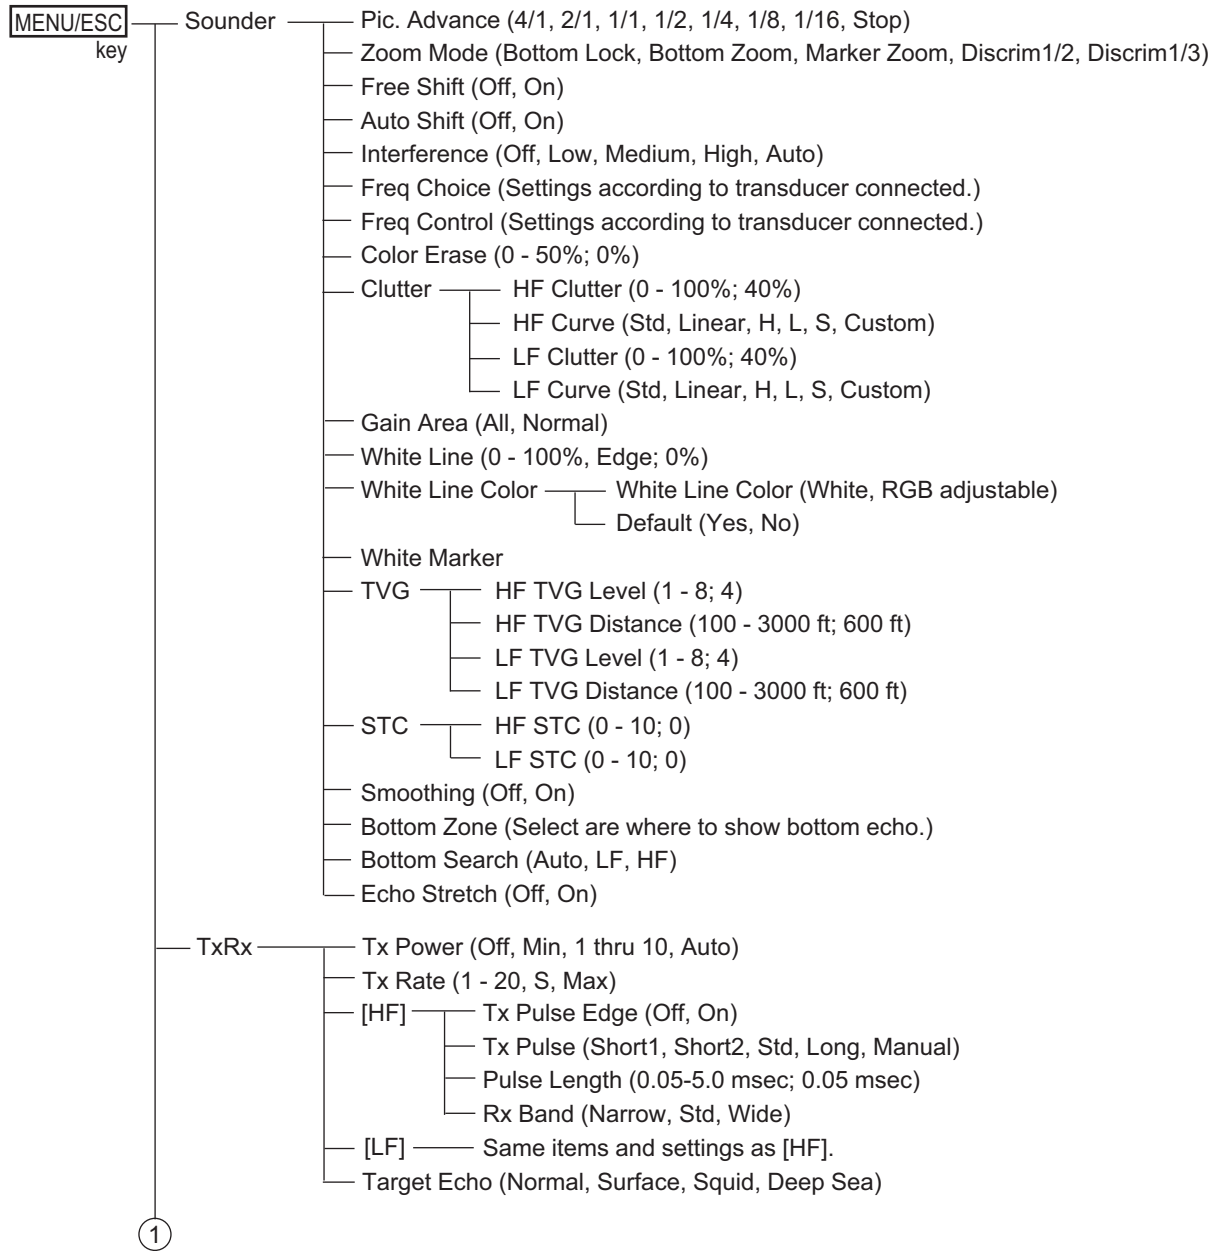 MENU/ESC
key
Sounder
Pic. Advance (4/1, 2/1, 1/1, 1/2, 1/4, 1/8, 1/16, Stop)
Zoom Mode (Bottom Lock, Bottom Zoom, Marker Zoom, Discrim1/2, Discrim1/3)
Free Shift (Off, On)
Auto Shift (Off, On)
Interference (Off, Low, Medium, High, Auto)
Freq Choice (Settings according to transducer connected.)
Freq Control (Settings according to transducer connected.)
Color Erase (0 - 50%; 0%)
Clutter
HF Clutter (0 - 100%; 40%)
HF Curve (Std, Linear, H, L, S, Custom)
LF Clutter (0 - 100%; 40%)
LF Curve (Std, Linear, H, L, S, Custom)
Gain Area (All, Normal)
White Line (0 - 100%, Edge; 0%)
White Line Color
White Line Color (White, RGB adjustable)
Default (Yes, No)
White Marker
TVG
HF TVG Level (1 - 8; 4)
HF TVG Distance (100 - 3000 ft; 600 ft)
LF TVG Level (1 - 8; 4)
LF TVG Distance (100 - 3000 ft; 600 ft)
STC
HF STC (0 - 10; 0)
LF STC (0 - 10; 0)
Smoothing (Off, On)
Bottom Zone (Select are where to show bottom echo.)
Bottom Search (Auto, LF, HF)
Echo Stretch (Off, On)
TxRx
Tx Power (Off, Min, 1 thru 10, Auto)
Tx Rate (1 - 20, S, Max)
[HF]
Tx Pulse Edge (Off, On)
Tx Pulse (Short1, Short2, Std, Long, Manual)
Pulse Length (0.05-5.0 msec; 0.05 msec)
Rx Band (Narrow, Std, Wide)
[LF]
Same items and settings as [HF].
Target Echo (Normal, Surface, Squid, Deep Sea)
1